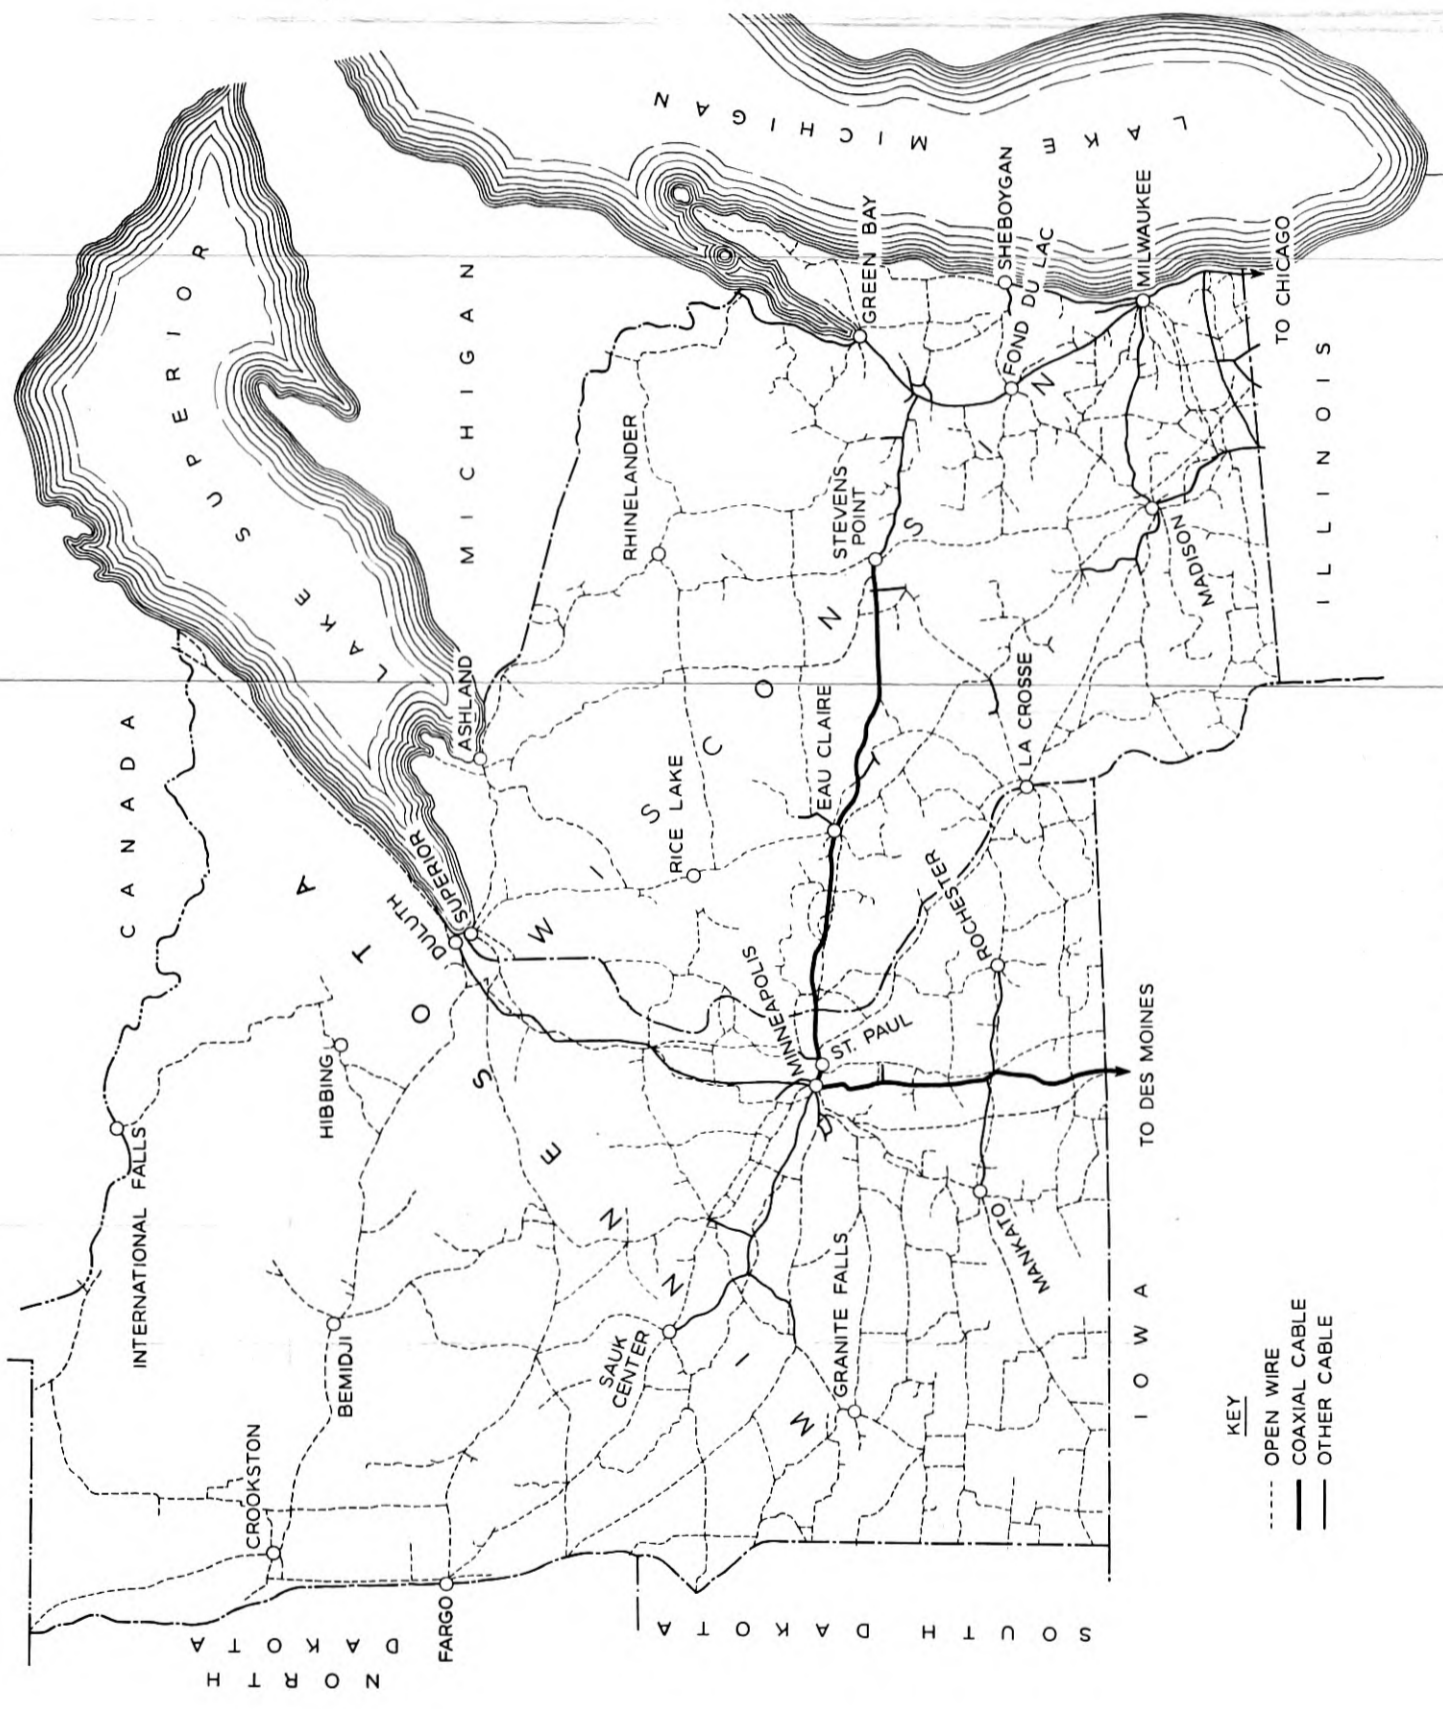 CANADA
LAKE SUPERIOR
MICHIGAN
LAKE MICHIGAN
NORTH
DAKOTA
SOUTH DAKOTA
MINNESOTA
WISCONSIN
IOWA
ILLINOIS
INTERNATIONAL FALLS
CROOKSTON
BEMIDJI
HIBBING
FARGO
DULUTH
SUPERIOR
ASHLAND
SAUK
CENTER
RICE LAKE
RHINELANDER
MINNEAPOLIS
ST. PAUL
EAU CLAIRE
STEVENS
POINT
GREEN BAY
GRANITE FALLS
MANKATO
ROCHESTER
LA CROSSE
FOND DU LAC
SHEBOYGAN
MADISON
MILWAUKEE
TO DES MOINES
TO CHICAGO
KEY
OPEN WIRE
COAXIAL CABLE
OTHER CABLE